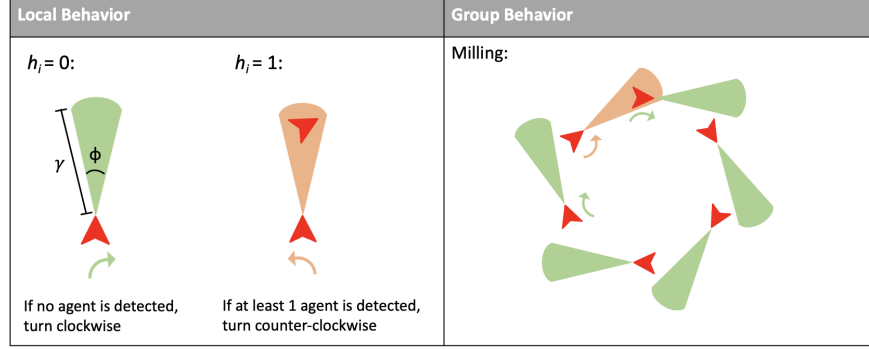 Local Behavior
Group Behavior
hᵢ = 0:
hᵢ = 1:
Milling:
ϕ
γ
If no agent is detected,
turn clockwise
If at least 1 agent is detected,
turn counter-clockwise